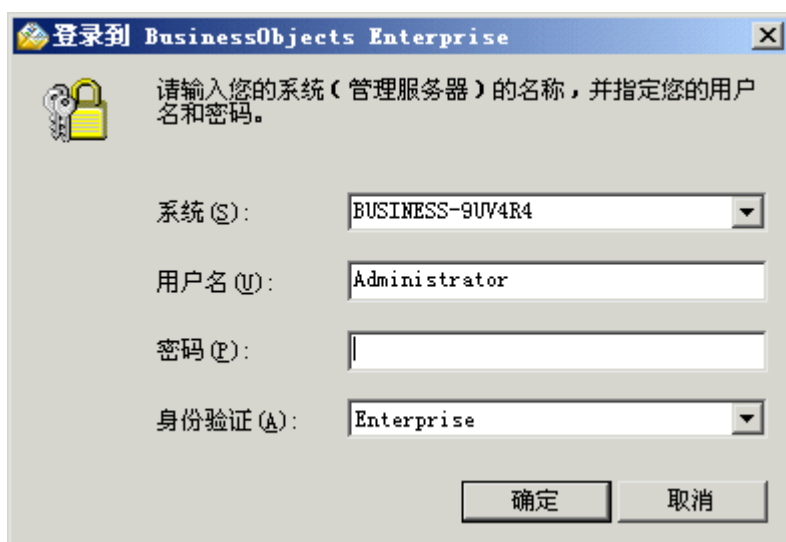 登录到 BusinessObjects Enterprise
请输入您的系统(管理服务器)的名称,并指定您的用户
名和密码。
系统(S): BUSINESS-9UV4R4
用户名(U): Administrator
密码(P):
身份验证(A): Enterprise
确定 取消